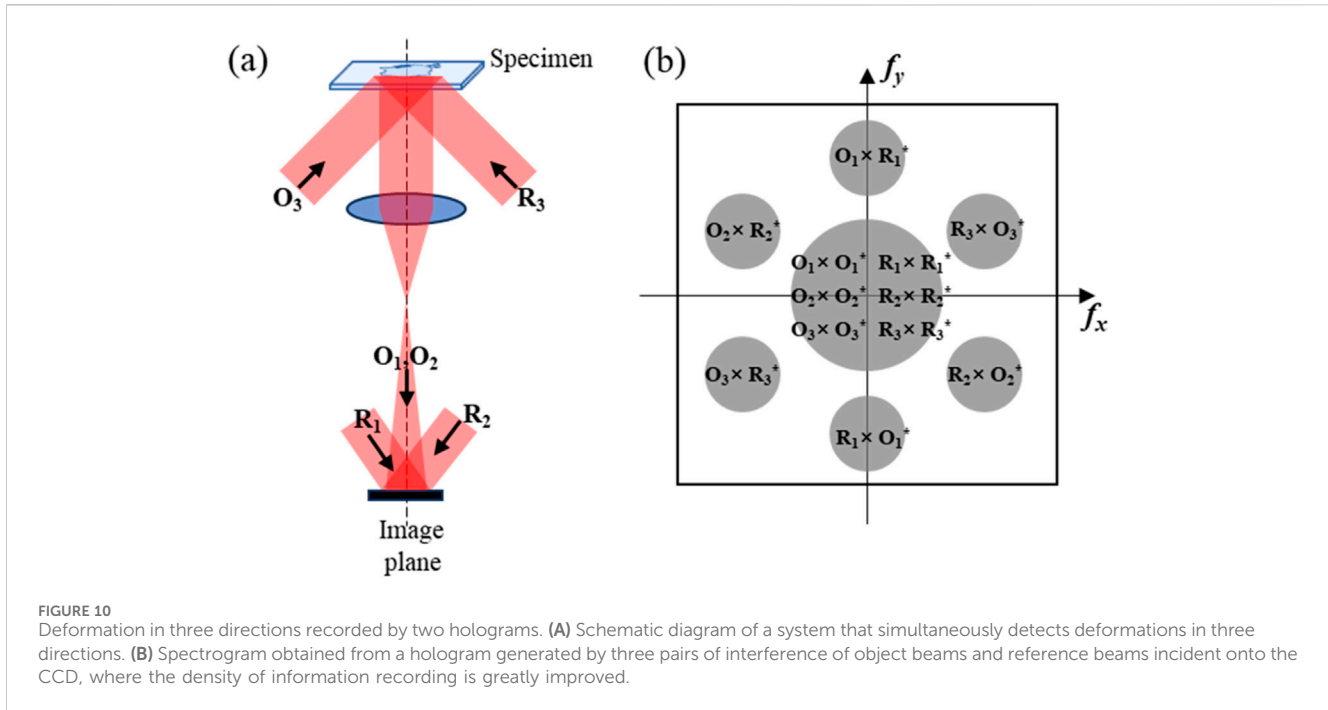 (a)
Specimen
O₃
R₃
O₁,O₂
R₁
R₂
Image
plane
(b)
f_y
O₁ × R₁⁺
O₂ × R₂⁺
R₃ × O₃⁺
O₁ × O₁⁺ R₁ × R₁⁺
O₂ × O₂⁺ R₂ × R₂⁺
O₃ × O₃⁺ R₃ × R₃⁺
f_x
O₃ × R₃⁺
R₂ × O₂⁺
R₁ × O₁⁺
FIGURE 10
Deformation in three directions recorded by two holograms. (A) Schematic diagram of a system that simultaneously detects deformations in three
directions. (B) Spectrogram obtained from a hologram generated by three pairs of interference of object beams and reference beams incident onto the
CCD, where the density of information recording is greatly improved.